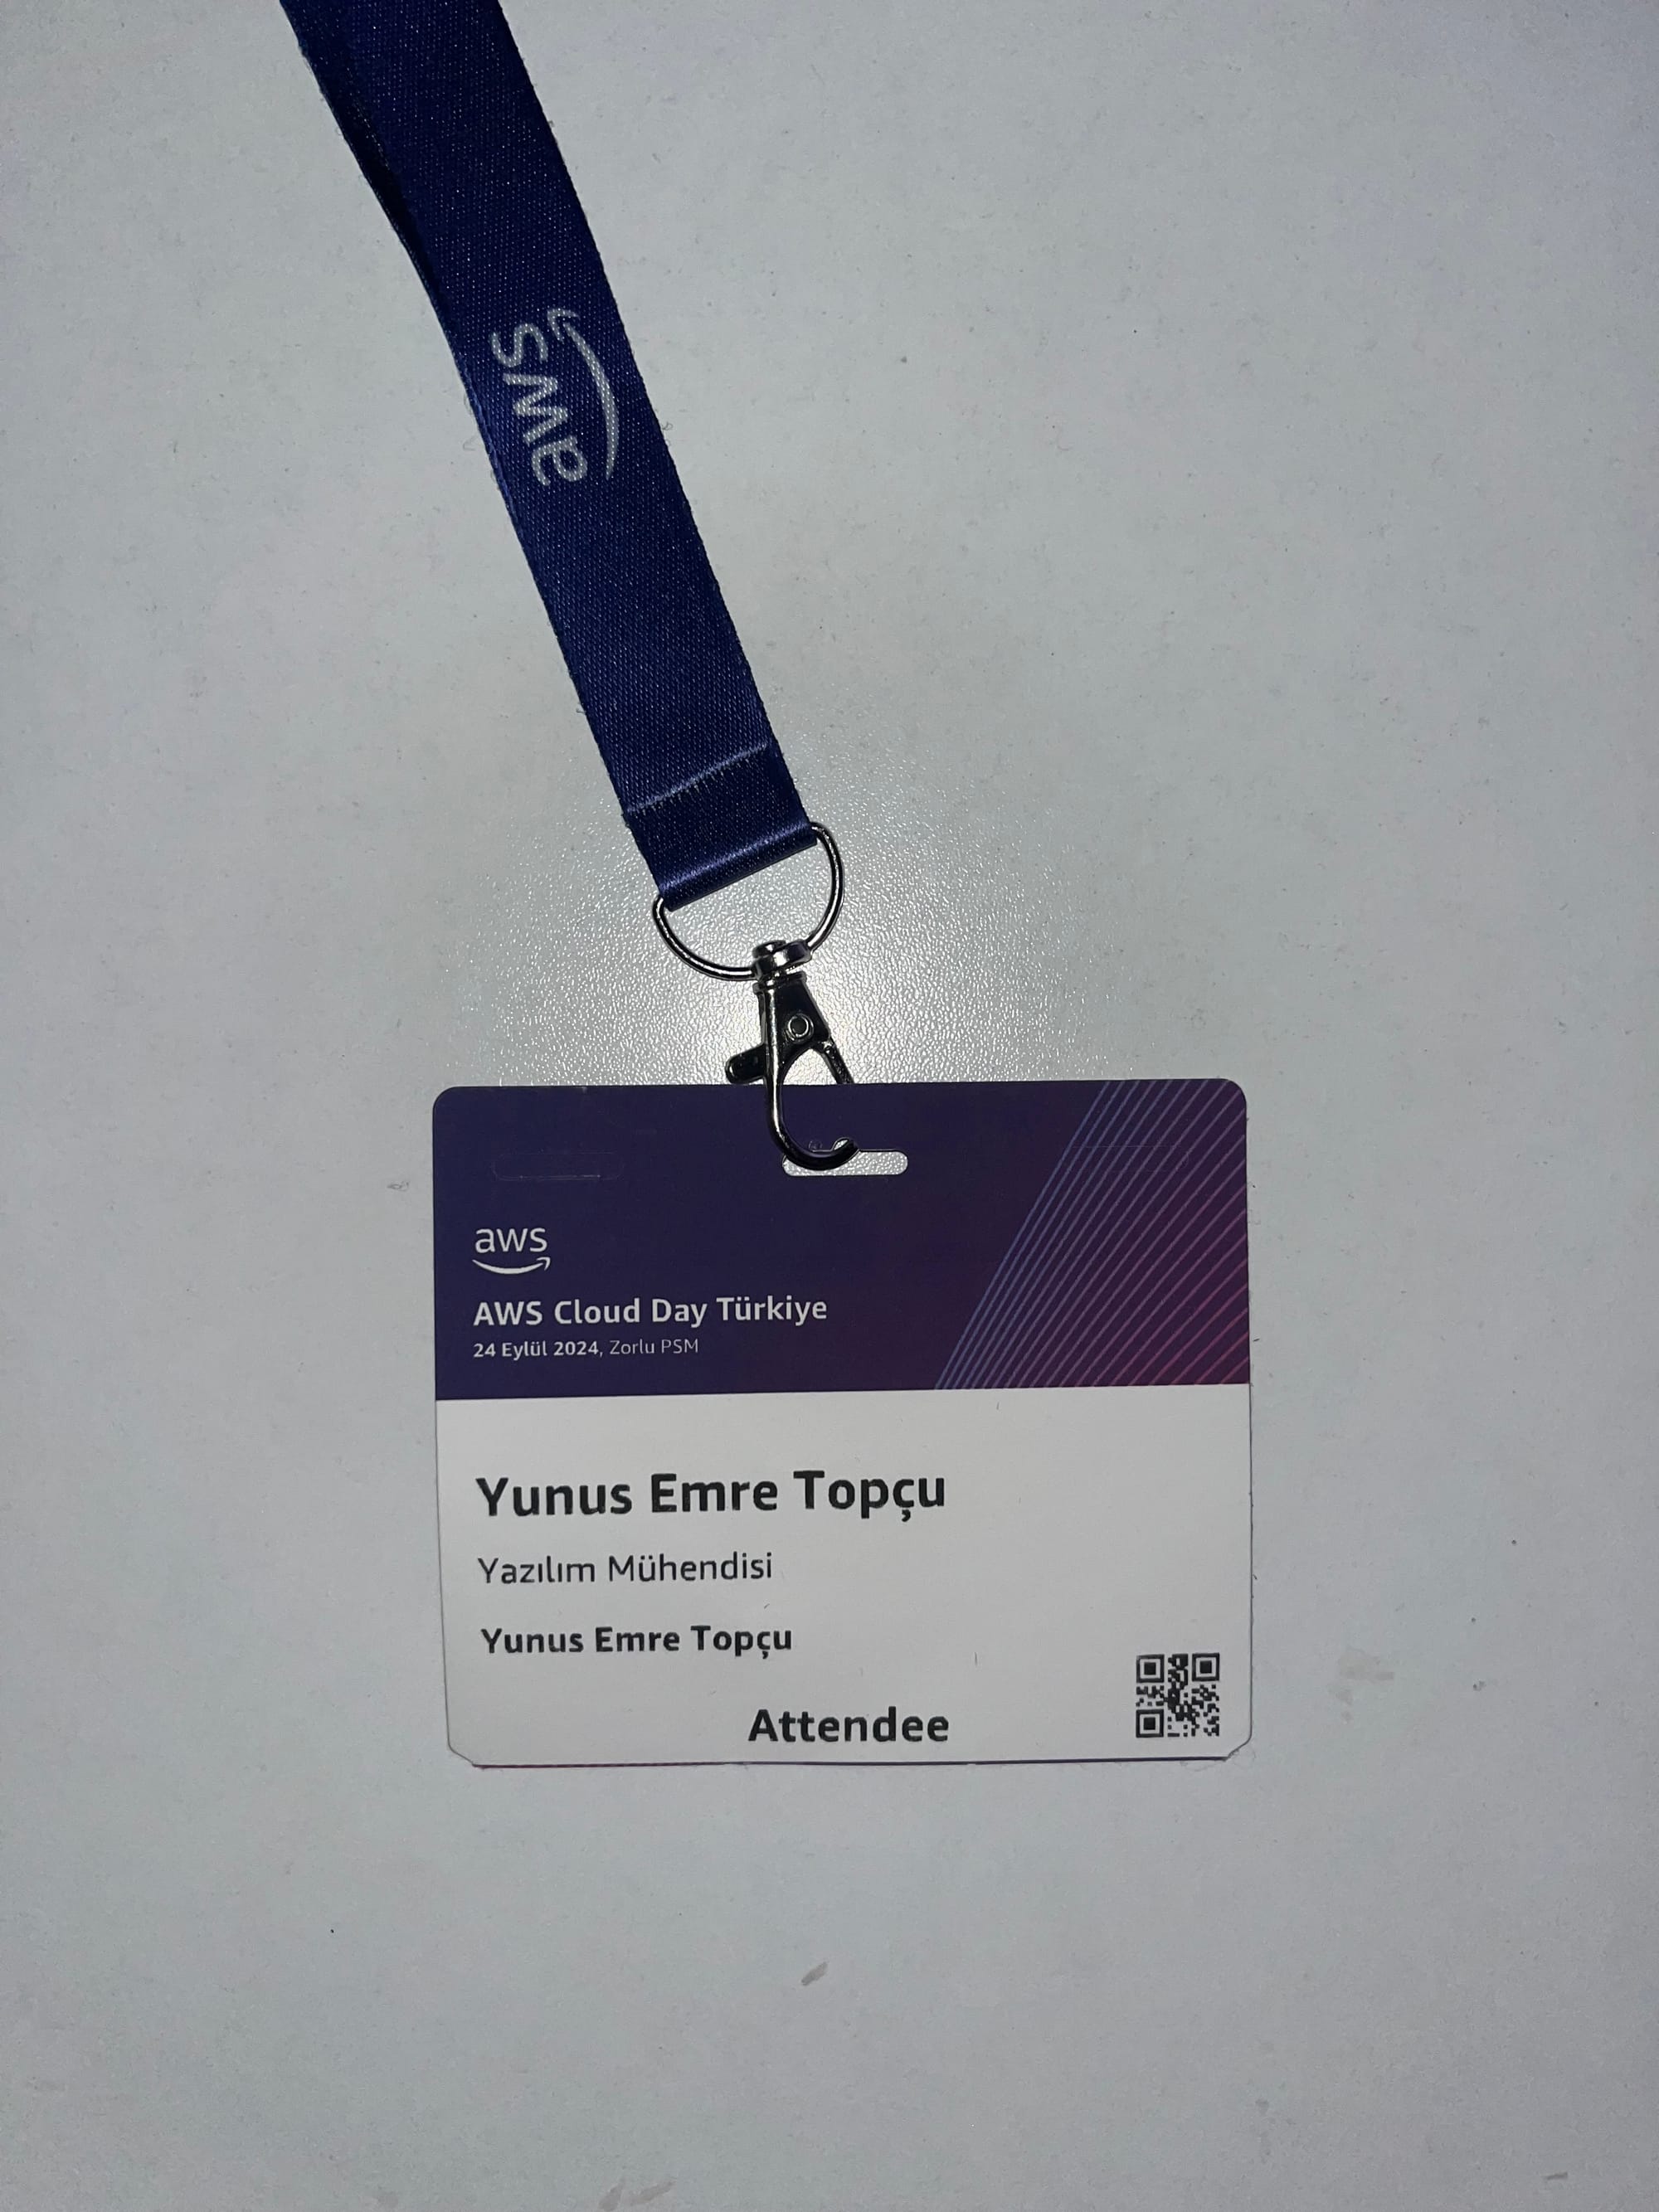 aws
aws
AWS Cloud Day Türkiye
24 Eylül 2024, Zorlu PSM
Yunus Emre Topçu
Yazılım Mühendisi
Yunus Emre Topçu
Attendee